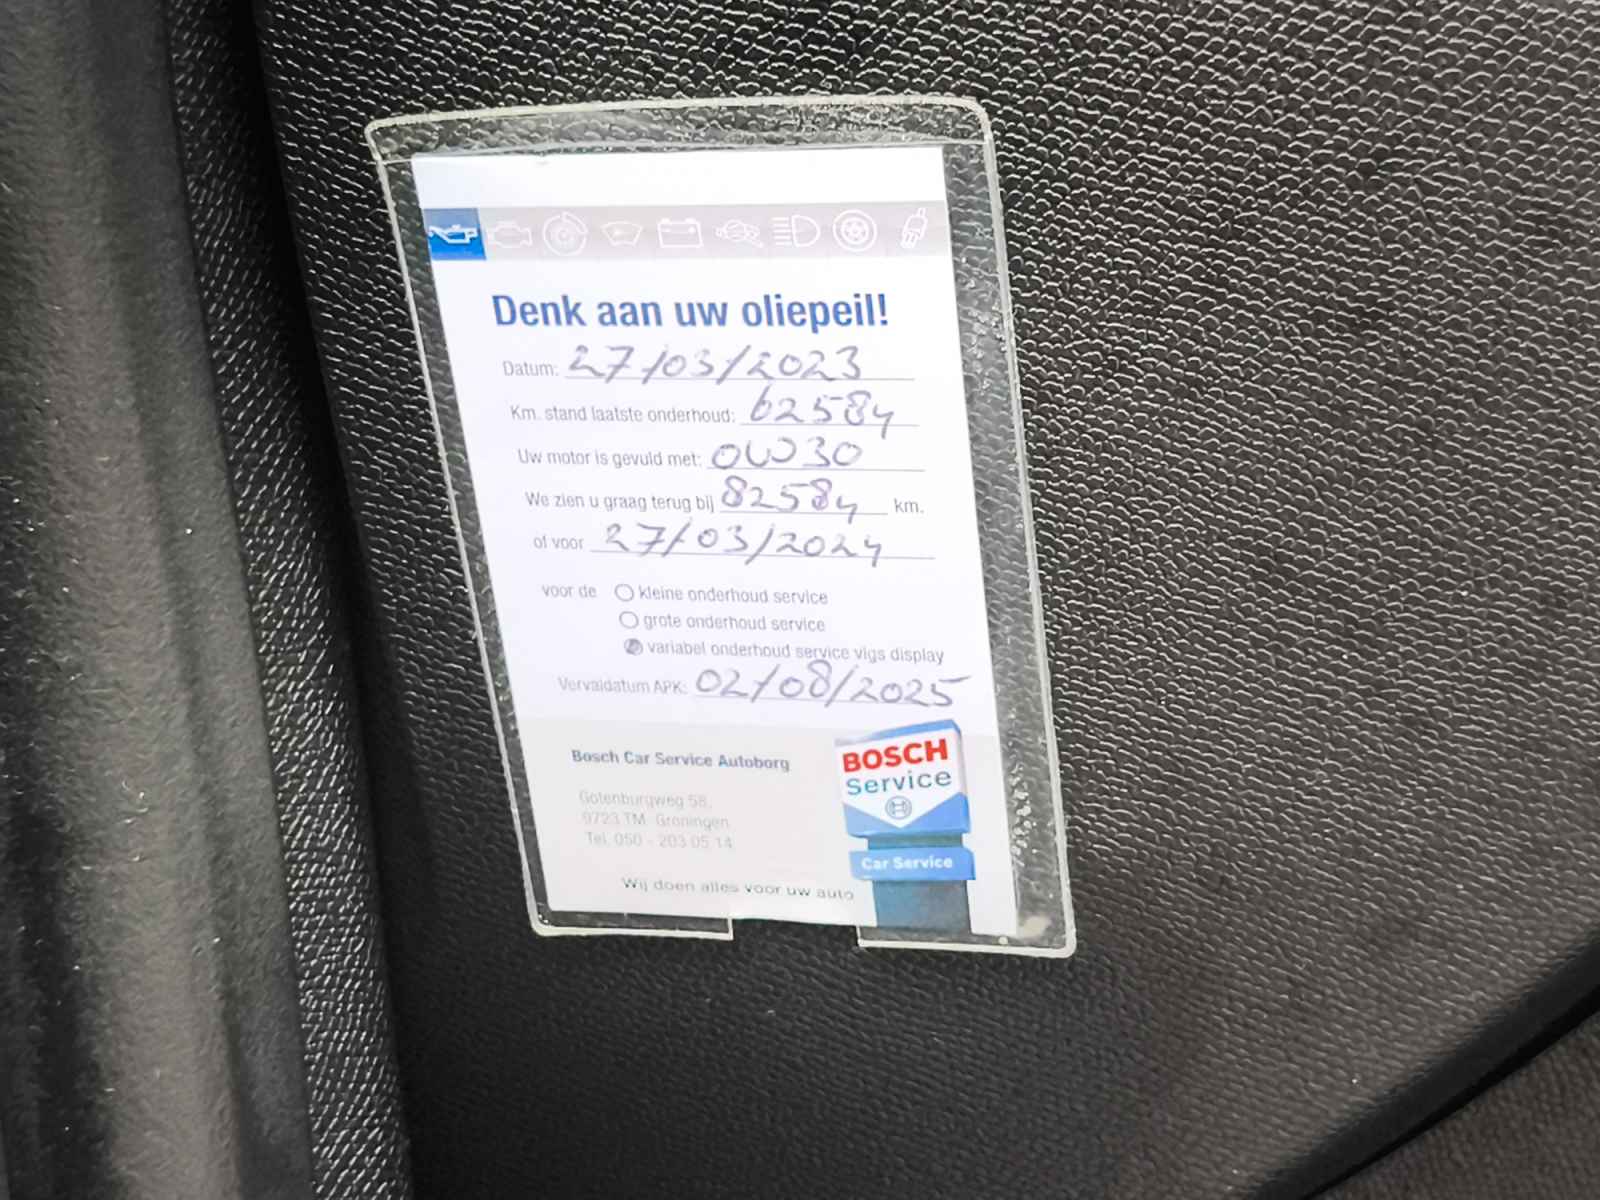 Denk aan uw oliepeil!
Datum: 27/03/2023
Km. stand laatste onderhoud: 62584
Uw motor is gevuld met: 0W30
We zien u graag terug bij 82584 km.
of voor 27/03/2024
voor de kleine onderhoud service
grote onderhoud service
variabel onderhoud service vigs display
Vervaldatum APK: 02/08/2025
Bosch Car Service Autoborg
Gotenburgweg 58,
9723 TM Groningen
Tel. 050 - 203 05 14
Wij doen alles voor uw auto
BOSCH
Service
Car Service